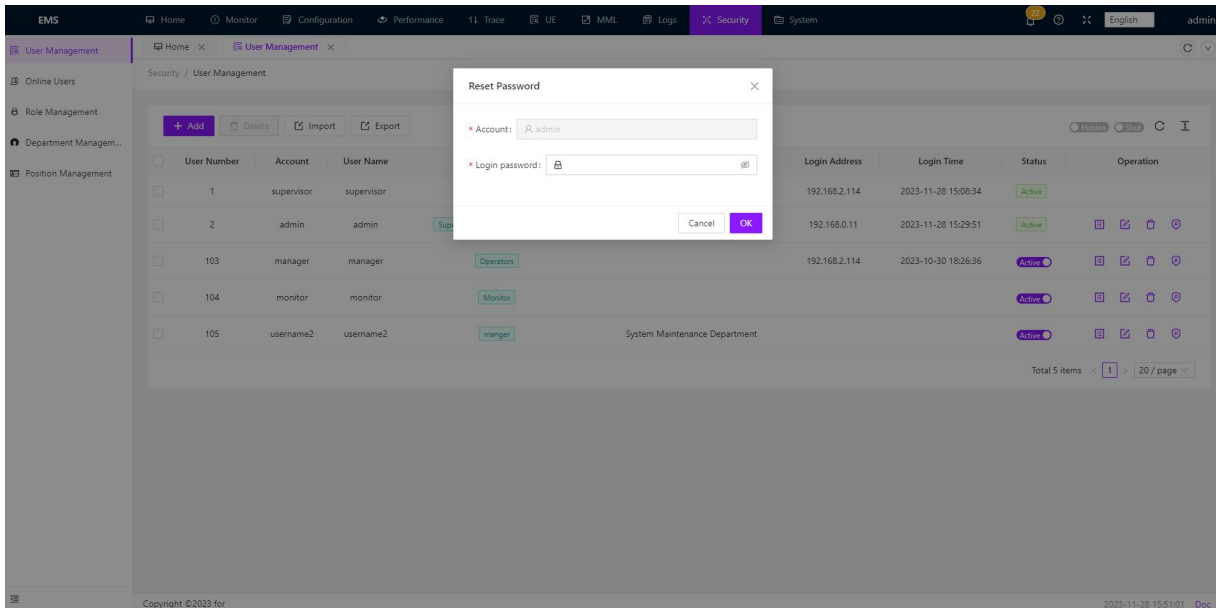 EMS Home Monitor Configuration Performance Trace UE MML Logs Security System 22 English admin
User Management Home User Management
Online Users Security / User Management
Role Management
Department Managem...
Position Management
Reset Password
* Account: admin
* Login password:
Cancel OK
+ Add Delete Import Export Hidden Shut
User Number Account User Name Login Address Login Time Status Operation
1 supervisor supervisor 192.168.2.114 2023-11-28 15:08:34 Active
2 admin admin Supe 192.168.0.11 2023-11-28 15:29:51 Active
103 manager manager Operators 192.168.2.114 2023-10-30 18:26:36 Active
104 monitor monitor Monitor Active
105 username2 username2 manger System Maintenance Department Active
Total 5 items < 1 > 20 / page
Copyright ©2023 for 2023-11-28 15:51:01 Doc